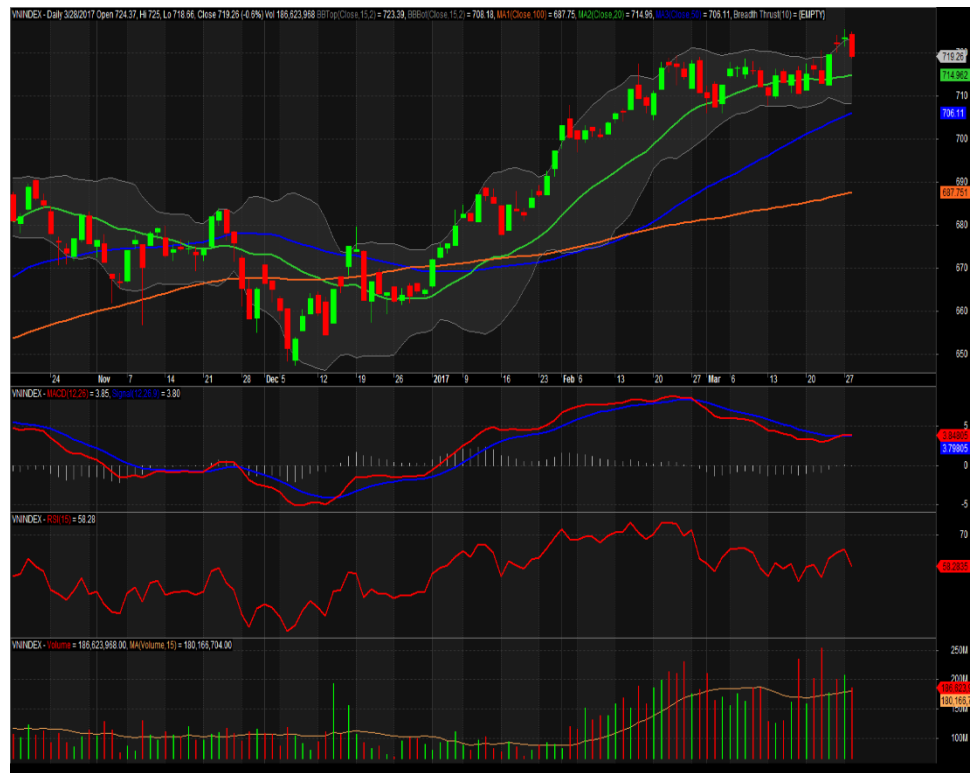 VNINDEX - Daily 3/28/2017 Open 724.37, Hi 725, Lo 718.66, Close 719.26 (-0.6%) Vol 186,623,968 BBTop(Close,15,2) = 723.39, BBBot(Close,15,2) = 708.18, MA1(Close,100) = 687.75, MA2(Close,20) = 714.96, = 706.11, Breadth Thrust(10) = {EMPTY}
719.26
714.962
710
706.11
700
690
687.751
680
670
660
650
24 Nov 7 14 21 28 Dec 5 12 19 26 2017 9 16 23 Feb 6 13 20 27 Mar 6 13 20 27
VNINDEX - MACD(12,26) = 3.85, = 3.80
5
3.79805
0
-5
VNINDEX - RSI(15) = 58.28
70
VNINDEX - Volume = 186,623,968.00, MA(Volume,15) = 180,166,704.00
250M
200M
180,166,7
150M
100M